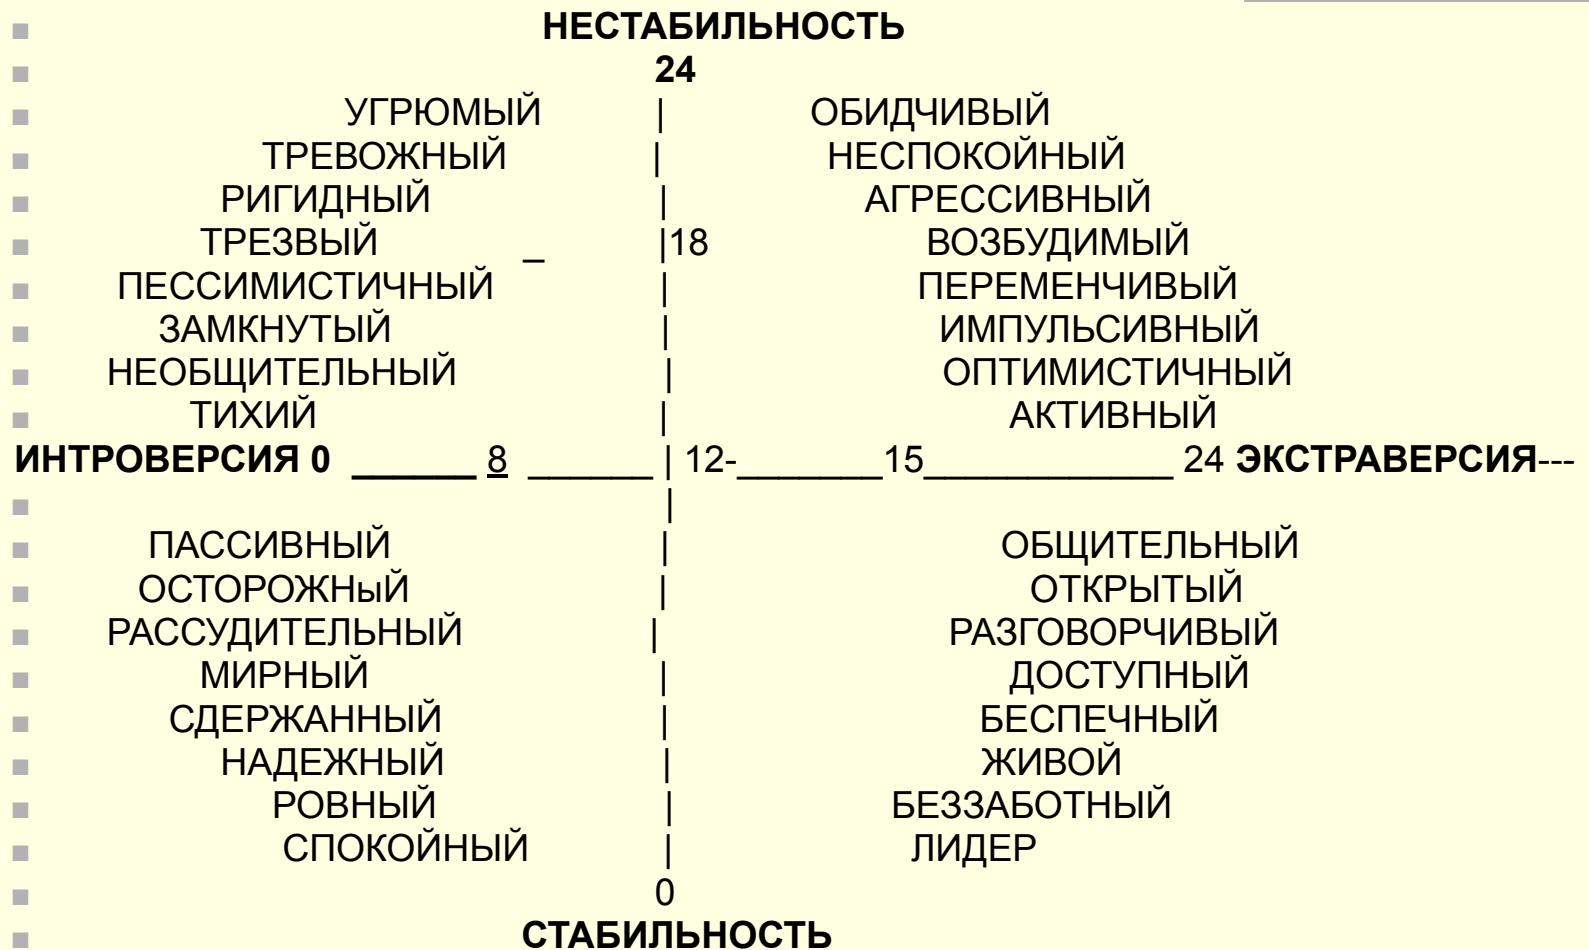 НЕСТАБИЛЬНОСТЬ
24
УГРЮМЫЙ | ОБИДЧИВЫЙ
ТРЕВОЖНЫЙ | НЕСПОКОЙНЫЙ
РИГИДНЫЙ | АГРЕССИВНЫЙ
ТРЕЗВЫЙ _ |18 ВОЗБУДИМЫЙ
ПЕССИМИСТИЧНЫЙ | ПЕРЕМЕНЧИВЫЙ
ЗАМКНУТЫЙ | ИМПУЛЬСИВНЫЙ
НЕОБЩИТЕЛЬНЫЙ | ОПТИМИСТИЧНЫЙ
ТИХИЙ | АКТИВНЫЙ
ИНТРОВЕРСИЯ 0 ______ 8 ______ | 12-_______15____________ 24 ЭКСТРАВЕРСИЯ---
|
ПАССИВНЫЙ | ОБЩИТЕЛЬНЫЙ
ОСТОРОЖНыЙ | ОТКРЫТЫЙ
РАССУДИТЕЛЬНЫЙ | РАЗГОВОРЧИВЫЙ
МИРНЫЙ | ДОСТУПНЫЙ
СДЕРЖАННЫЙ | БЕСПЕЧНЫЙ
НАДЕЖНЫЙ | ЖИВОЙ
РОВНЫЙ | БЕЗЗАБОТНЫЙ
СПОКОЙНЫЙ | ЛИДЕР
0
СТАБИЛЬНОСТЬ